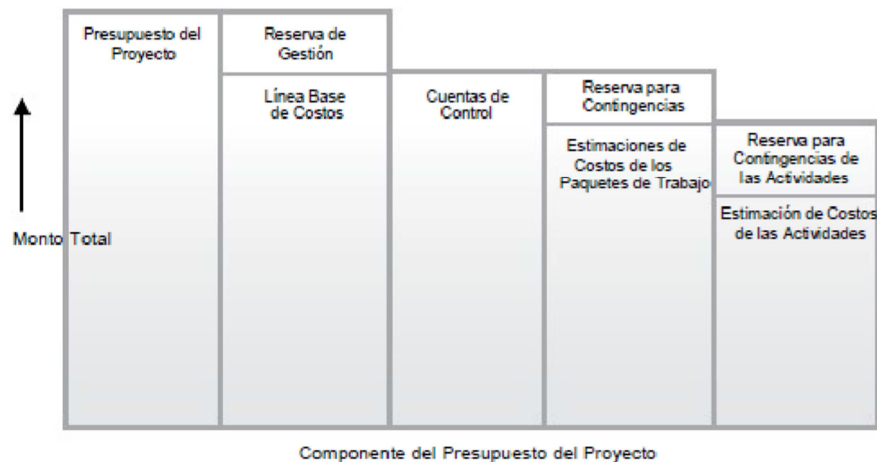 Presupuesto del
Proyecto
Reserva de
Gestión
Línea Base
de Costos
Cuentas de
Control
Reserva para
Contingencias
Estimaciones de
Costos de los
Paquetes de Trabajo
Reserva para
Contingencias de
las Actividades
Estimación de Costos
de las Actividades
Monto Total
Componente del Presupuesto del Proyecto